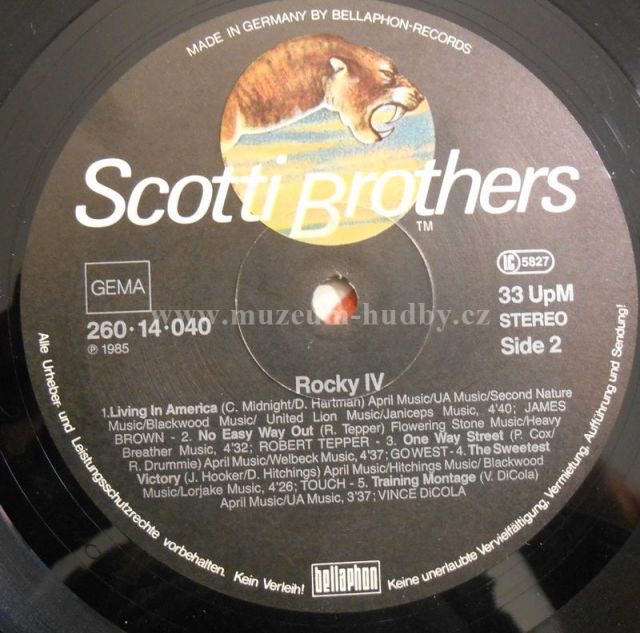 MADE IN GERMANY BY BELLAPHON-RECORDS
Scotti Brothers
TM
GEMA
LC 5827
260·14·040
33 UpM
℗ 1985
STEREO
Side 2
www.muzeum-hudby.cz
Rocky IV
1.Living In America (C. Midnight/D. Hartman) April Music/UA Music/Second Nature
Music/Blackwood Music/ United Lion Music/Janiceps Music, 4'40; JAMES
BROWN - 2. No Easy Way Out (R. Tepper) Flowering Stone Music/Heavy
Breather Music, 4'32; ROBERT TEPPER - 3. One Way Street (P. Cox/
R. Drummie) April Music/Welbeck Music, 4'37; GO WEST - 4. The Sweetest
Victory (J. Hooker/D. Hitchings) April Music/Hitchings Music/ Blackwood
Music/Lorjake Music, 4'26; TOUCH - 5. Training Montage (V. DiCola)
April Music/UA Music, 3'37; VINCE DiCOLA
Alle Urheber und Leistungsschutzrechte vorbehalten. Kein Verleih!
bellaphon
Keine unerlaubte Vervielfältigung, Vermietung, Aufführung und Sendung!